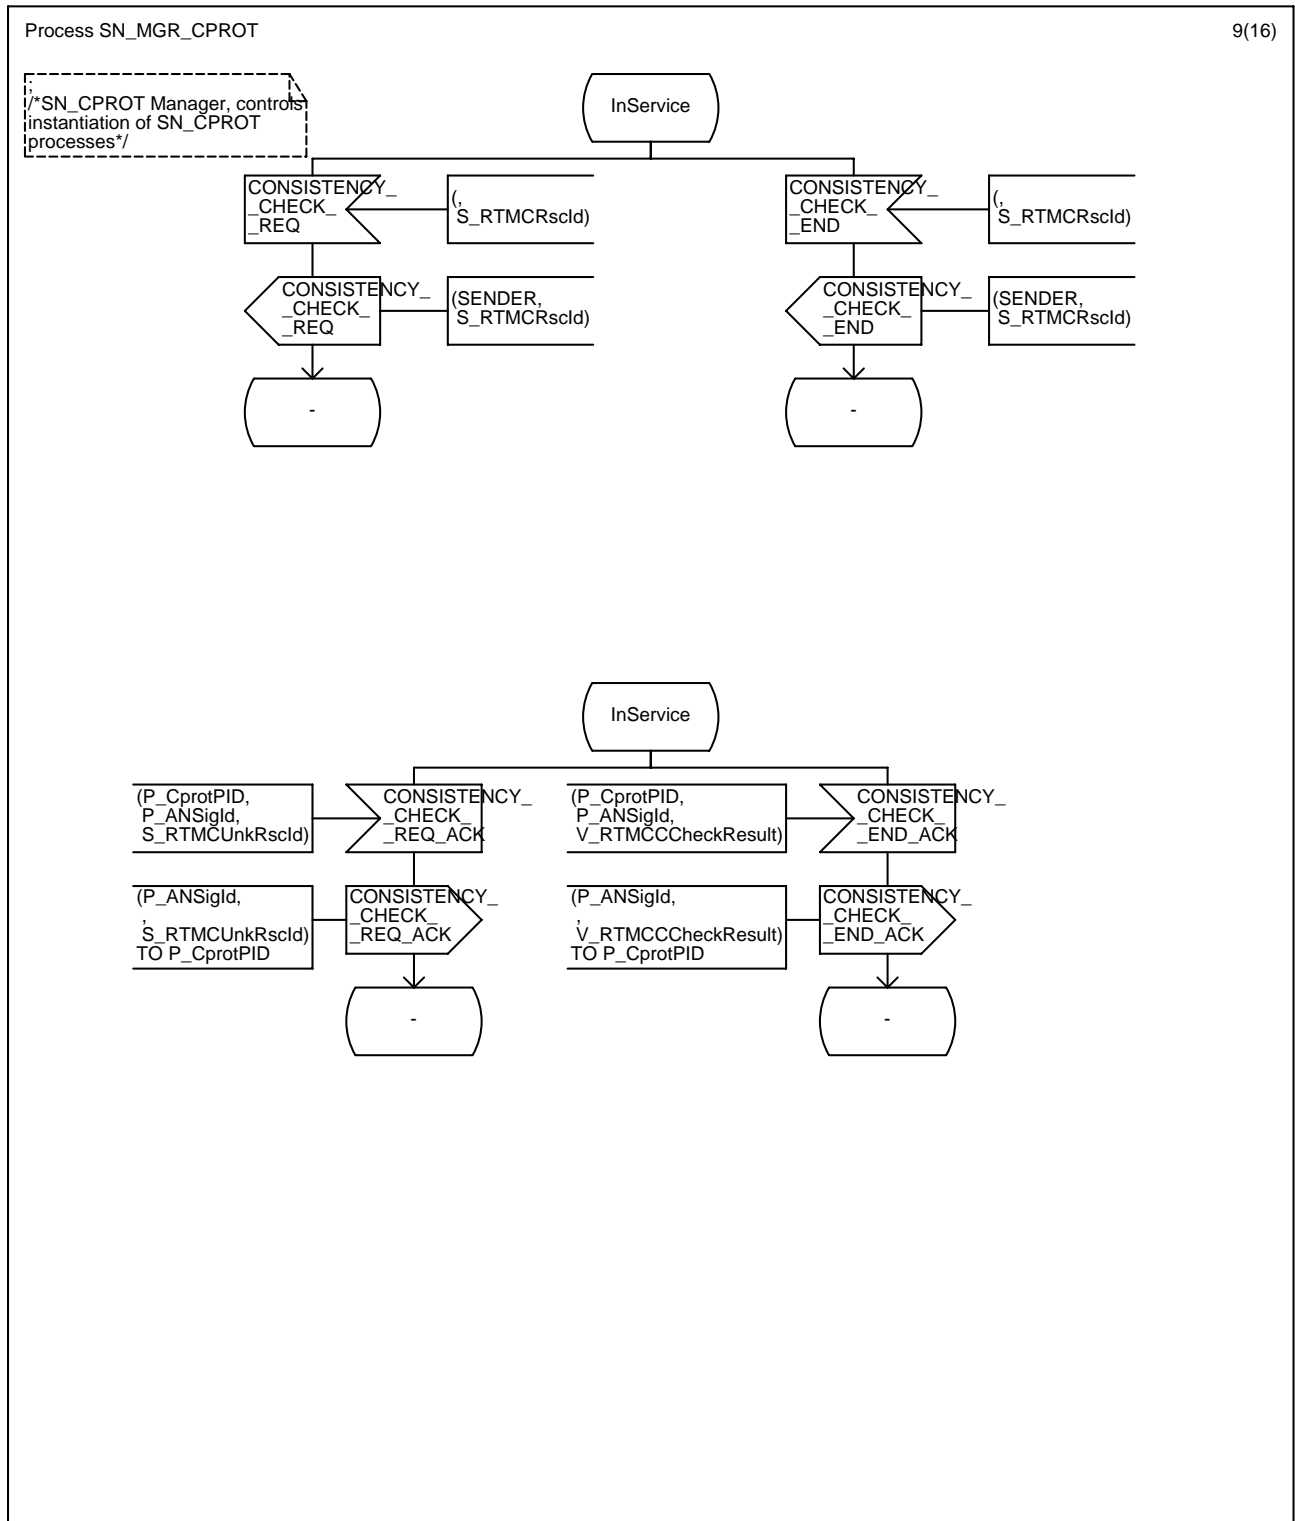 Process SN_MGR_CPROT
9(16)
;
/*SN_CPROT Manager, controls
instantiation of SN_CPROT
processes*/
InService
CONSISTENCY_
_CHECK_
_REQ
(,
S_RTMCRscId)
CONSISTENCY_
_CHECK_
_END
(,
S_RTMCRscId)
CONSISTENCY_
_CHECK_
_REQ
(SENDER,
S_RTMCRscId)
CONSISTENCY_
_CHECK_
_END
(SENDER,
S_RTMCRscId)
-
-
InService
(P_CprotPID,
P_ANSigId,
S_RTMCUnkRscId)
CONSISTENCY_
_CHECK_
_REQ_ACK
(P_CprotPID,
P_ANSigId,
V_RTMCCCheckResult)
CONSISTENCY_
_CHECK_
_END_ACK
(P_ANSigId,
,
S_RTMCUnkRscId)
TO P_CprotPID
CONSISTENCY_
_CHECK_
_REQ_ACK
(P_ANSigId,
,
V_RTMCCCheckResult)
TO P_CprotPID
CONSISTENCY_
_CHECK_
_END_ACK
-
-